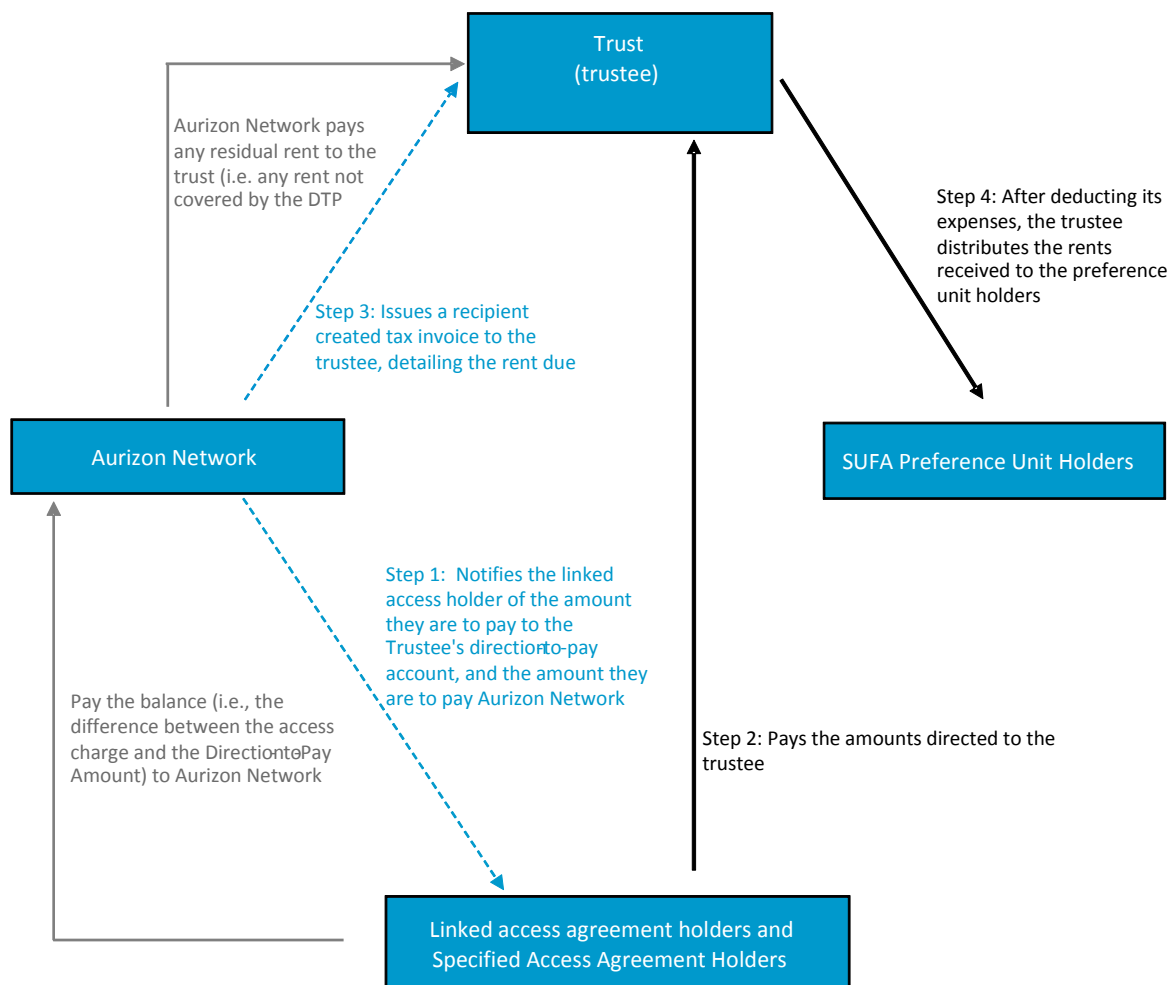 Trust
(trustee)
Aurizon Network pays
any residual rent to the
trust (i.e. any rent not
covered by the DTP
Step 4: After deducting its
expenses, the trustee
distributes the rents
received to the preference
unit holders
Step 3: Issues a recipient
created tax invoice to the
trustee, detailing the rent due
Aurizon Network
SUFA Preference Unit Holders
Step 1:  Notifies the linked
access holder of the amount
they are to pay to the
Trustee's direction-to-pay
account, and the amount they
are to pay Aurizon Network
Pay the balance (i.e., the
difference between the access
charge and the Direction-to-Pay
Amount) to Aurizon Network
Step 2: Pays the amounts directed to the
trustee
Linked access agreement holders and
Specified Access Agreement Holders